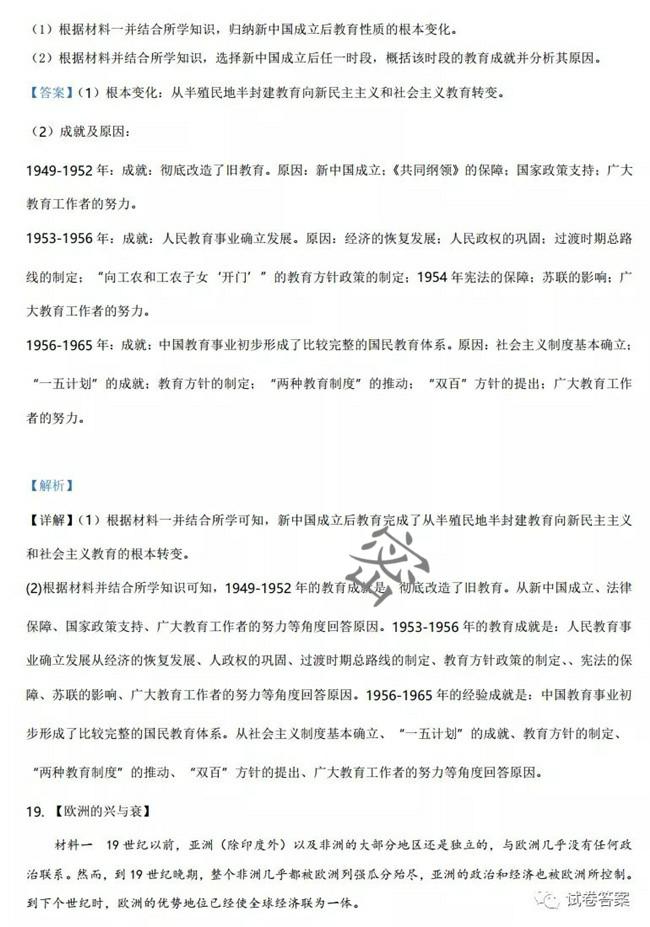 （1）根据材料一并结合所学知识，归纳新中国成立后教育性质的根本变化。
（2）根据材料并结合所学知识，选择新中国成立后任一时段，概括该时段的教育成就并分析其原因。
【答案】（1）根本变化：从半殖民地半封建教育向新民主主义和社会主义教育转变。
（2）成就及原因：
1949-1952 年：成就：彻底改造了旧教育。原因：新中国成立；《共同纲领》的保障；国家政策支持；广大
教育工作者的努力。
1953-1956 年：成就：人民教育事业确立发展。原因：经济的恢复发展；人民政权的巩固；过渡时期总路
线的制定；“向工农和工农子女‘开门’”的教育方针政策的制定；1954 年宪法的保障；苏联的影响；广
大教育工作者的努力。
1956-1965 年：成就：中国教育事业初步形成了比较完整的国民教育体系。原因：社会主义制度基本确立；
“一五计划”的成就；教育方针的制定；“两种教育制度”的推动；“双百”方针的提出；广大教育工作
者的努力。
【解析】
【详解】（1）根据材料一并结合所学可知，新中国成立后教育完成了从半殖民地半封建教育向新民主主义
和社会主义教育的根本转变。
(2)根据材料并结合所学知识可知，1949-1952 年的教育成就是：彻底改造了旧教育。从新中国成立、法律
保障、国家政策支持、广大教育工作者的努力等角度回答原因。1953-1956 年的教育成就是：人民教育事
业确立发展从经济的恢复发展、人政权的巩固、过渡时期总路线的制定、教育方针政策的制定、、宪法的保
障、苏联的影响、广大教育工作者的努力等角度回答原因。1956-1965 年的经验成就是：中国教育事业初
步形成了比较完整的国民教育体系。从社会主义制度基本确立、“一五计划”的成就、教育方针的制定、
“两种教育制度”的推动、“双百”方针的提出、广大教育工作者的努力等角度回答原因。
密
19. 【欧洲的兴与衰】
材料一 19 世纪以前，亚洲（除印度外）以及非洲的大部分地区还是独立的，与欧洲几乎没有任何政
治联系。然而，到 19 世纪晚期，整个非洲几乎都被欧洲列强瓜分殆尽，亚洲的政治和经济也被欧洲所控制。
到下个世纪时，欧洲的优势地位已经使全球经济联为一体。
试卷答案